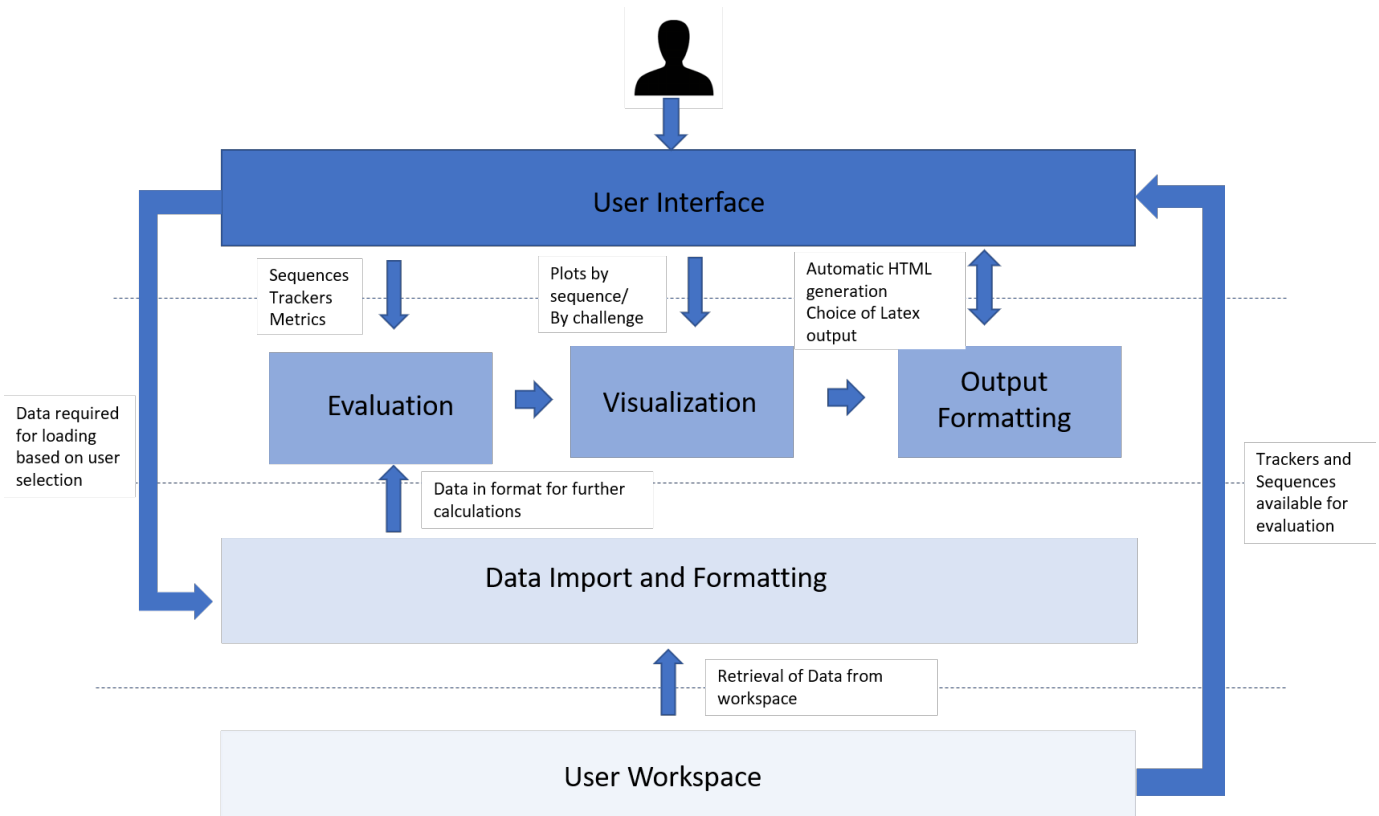 User Interface
Sequences
Trackers
Metrics
Plots by
sequence/
By challenge
Automatic HTML
generation
Choice of Latex
output
Evaluation
Visualization
Output
Formatting
Data required
for loading
based on user
selection
Data in format for further
calculations
Trackers and
Sequences
available for
evaluation
Data Import and Formatting
Retrieval of Data from
workspace
User Workspace